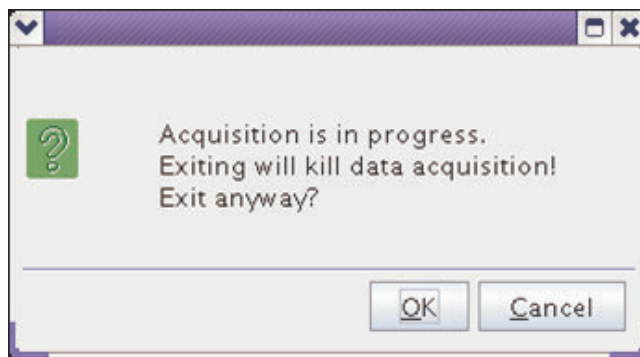 Acquisition is in progress.
Exiting will kill data acquisition!
Exit anyway?
OK
Cancel